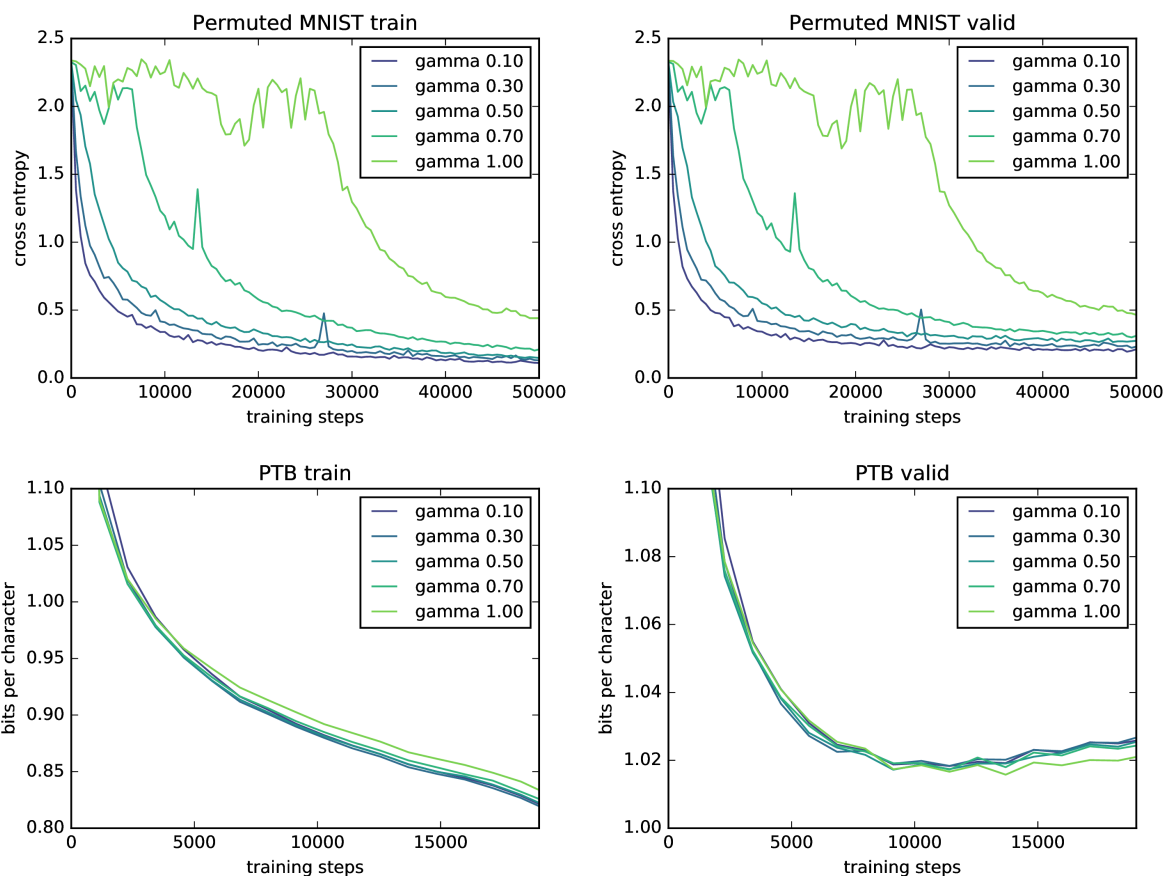 Permuted MNIST train
cross entropy
2.5
2.0
1.5
1.0
0.5
0.0
gamma 0.10
gamma 0.30
gamma 0.50
gamma 0.70
gamma 1.00
0 10000 20000 30000 40000 50000
training steps
Permuted MNIST valid
cross entropy
2.5
2.0
1.5
1.0
0.5
0.0
gamma 0.10
gamma 0.30
gamma 0.50
gamma 0.70
gamma 1.00
0 10000 20000 30000 40000 50000
training steps
PTB train
bits per character
1.10
1.05
1.00
0.95
0.90
0.85
0.80
gamma 0.10
gamma 0.30
gamma 0.50
gamma 0.70
gamma 1.00
0 5000 10000 15000
training steps
PTB valid
bits per character
1.10
1.08
1.06
1.04
1.02
1.00
gamma 0.10
gamma 0.30
gamma 0.50
gamma 0.70
gamma 1.00
0 5000 10000 15000
training steps